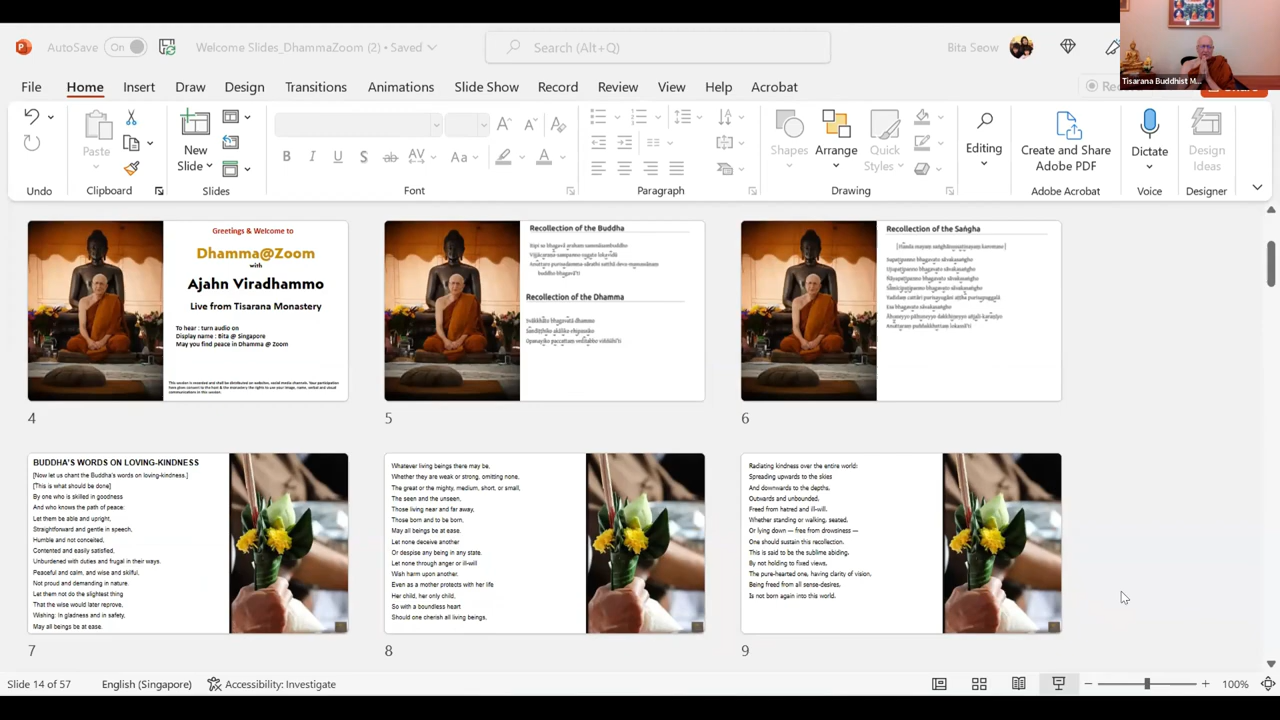 AutoSave On Welcome Slides_DhammaZoom (2) • Saved Search (Alt+Q) Bita Seow
Tisarana Buddhist M...
File Home Insert Draw Design Transitions Animations Slide Show Record Review View Help Acrobat
Paste New Slide Shapes Arrange Quick Styles Editing Create and Share Adobe PDF Dictate Design Ideas
Undo Clipboard Slides Font Paragraph Drawing Adobe Acrobat Voice Designer
Greetings & Welcome to
Dhamma@Zoom
with
Ajahn Viradhammo
Live from Tisarana Monastery
To hear : turn audio on
Display name : Bita @ Singapore
May you find peace in Dhamma @ Zoom
This session is recorded and shall be distributed on websites, social media channels. Your participation
4
Recollection of the Buddha
Recollection of the Dhamma
5
Recollection of the Saṅgha
6
BUDDHA'S WORDS ON LOVING-KINDNESS
[Now let us chant the Buddha's words on loving-kindness.]
[This is what should be done]
By one who is skilled in goodness
And who knows the path of peace:
Let them be able and upright,
Straightforward and gentle in speech,
Humble and not conceited,
Contented and easily satisfied,
Unburdened with duties and frugal in their ways.
Peaceful and calm, and wise and skilful,
Not proud and demanding in nature.
Let them not do the slightest thing
That the wise would later reprove,
Wishing: In gladness and in safety,
May all beings be at ease.
7
Whatever living beings there may be,
Whether they are weak or strong, omitting none,
The great or the mighty, medium, short, or small,
The seen and the unseen,
Those living near and far away,
Those born and to be born,
May all beings be at ease.
Let none deceive another
Or despise any being in any state.
Let none through anger or ill-will
Wish harm upon another.
Even as a mother protects with her life
Her child, her only child,
So with a boundless heart
Should one cherish all living beings,
8
Radiating kindness over the entire world:
Spreading upwards to the skies
And downwards to the depths,
Outwards and unbounded,
Freed from hatred and ill-will.
Whether standing or walking, seated,
Or lying down — free from drowsiness —
One should sustain this recollection.
This is said to be the sublime abiding.
By not holding to fixed views,
The pure-hearted one, having clarity of vision,
Being freed from all sense-desires,
Is not born again into this world.
9
Slide 14 of 57 English (Singapore) Accessibility: Investigate 100%